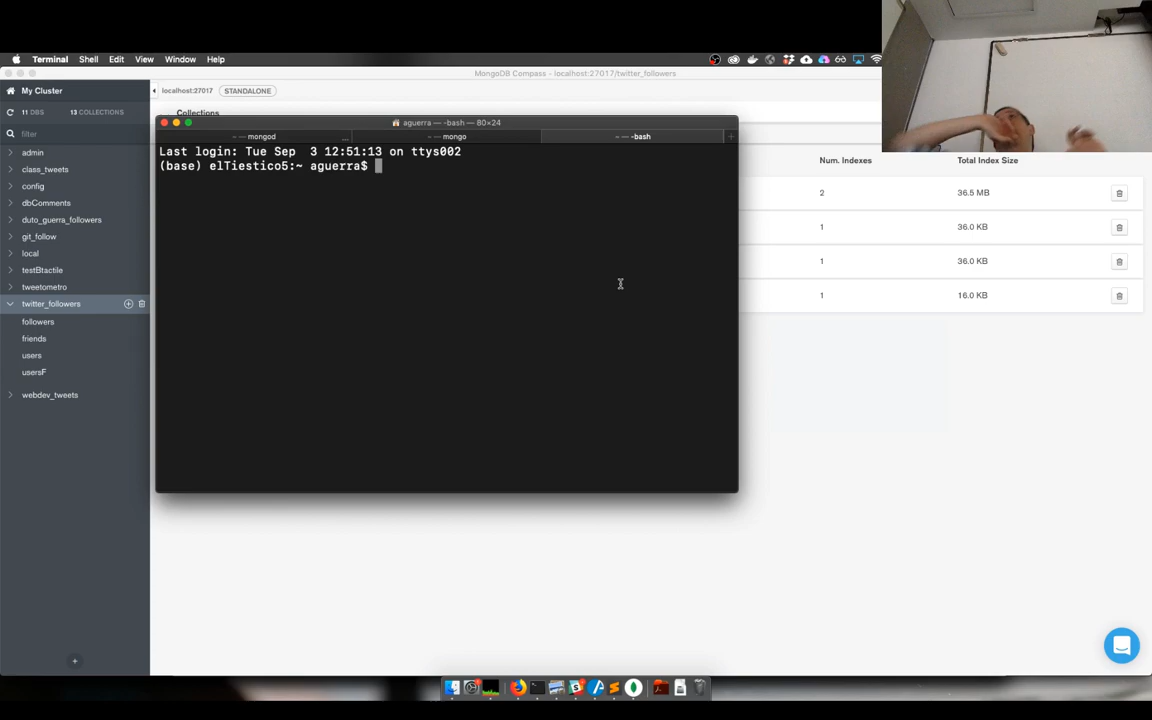 Terminal Shell Edit View Window Help
MongoDB Compass - localhost:27017/twitter_followers
My Cluster
localhost:27017 STANDALONE
11 DBS 13 COLLECTIONS
Collections
filter
aguerra — -bash — 80×24
~ — mongod ...
~ — mongo
~ — -bash +
Last login: Tue Sep  3 12:51:13 on ttys002
(base) elTiestico5:~ aguerra$
Num. Indexes Total Index Size
2 36.5 MB
1 36.0 KB
1 36.0 KB
1 16.0 KB
admin
class_tweets
config
dbComments
duto_guerra_followers
git_follow
local
testBtactile
tweetometro
twitter_followers
followers
friends
users
usersF
webdev_tweets